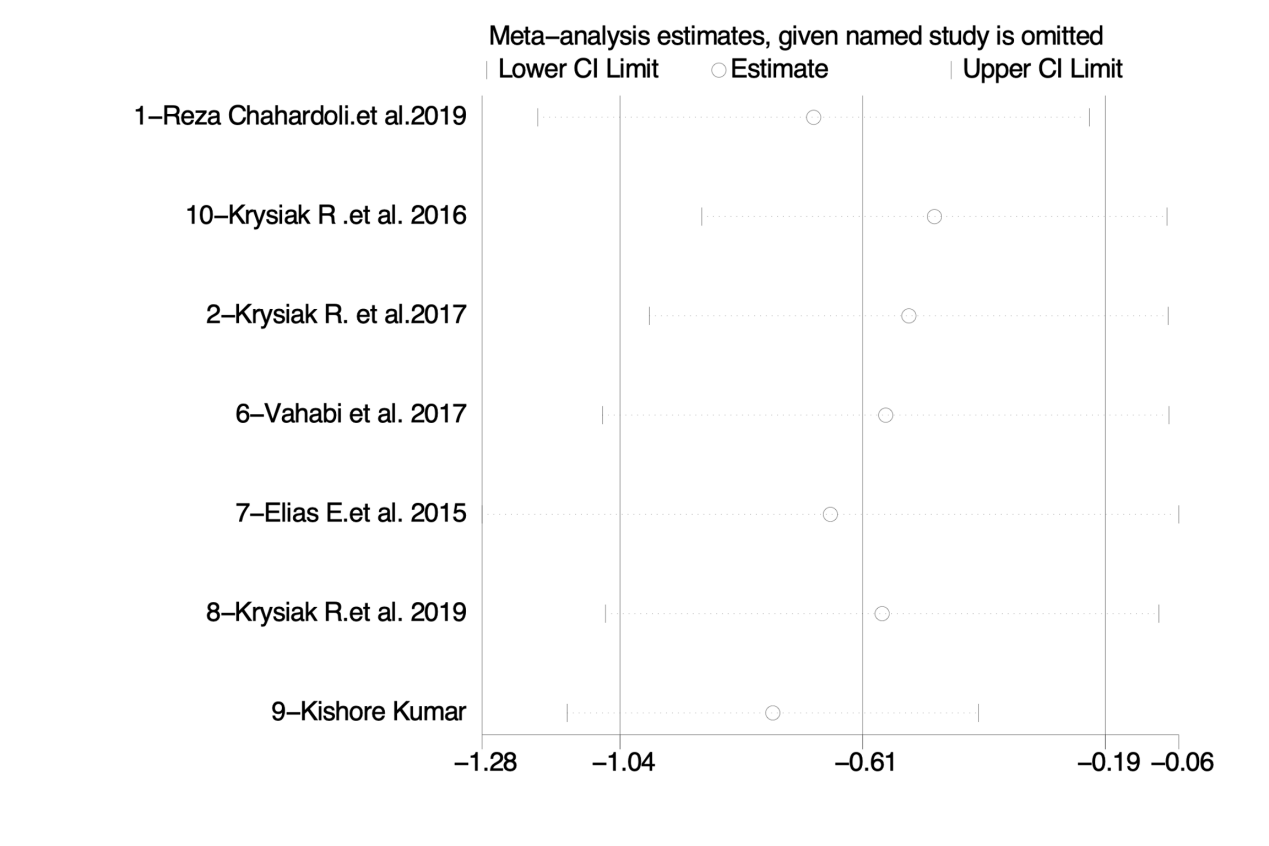 Meta−analysis estimates, given named study is omitted
Lower CI Limit Estimate Upper CI Limit
1−Reza Chahardoli.et al.2019
10−Krysiak R .et al. 2016
2−Krysiak R. et al.2017
6−Vahabi et al. 2017
7−Elias E.et al. 2015
8−Krysiak R.et al. 2019
9−Kishore Kumar
−1.28 −1.04 −0.61 −0.19 −0.06